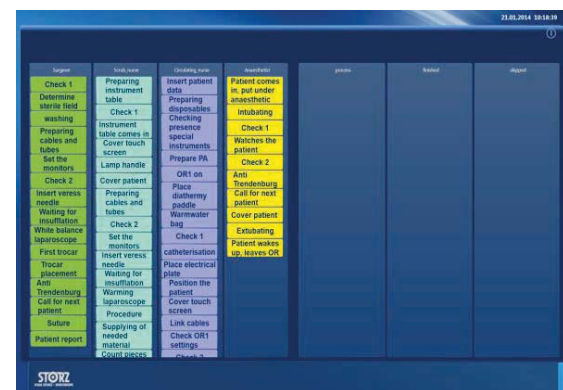 21.01.2014 10:18:39
Surgeon
Scrub_nurse
Circulating_nurse
Anaesthetist
process
finished
skipped
Check 1
Determine
sterile field
washing
Preparing
cables and
tubes
Set the
monitors
Check 2
Insert veress
needle
Waiting for
insufflation
White balance
laparoscope
First trocar
Trocar
placement
Anti
Trendenburg
Call for next
patient
Suture
Patient report
Preparing
instrument
table
Check 1
Instrument
table comes in
Cover touch
screen
Lamp handle
Cover patient
Preparing
cables and
tubes
Check 2
Set the
monitors
Insert veress
needle
Waiting for
insufflation
Warming
laparoscope
Procedure
Supplying of
needed
material
Count pieces
Insert patient
data
Preparing
disposables
Checking
presence
special
instruments
Prepare PA
OR1 on
Place
diathermy
paddle
Warmwater
bag
Check 1
catheterisation
Place electrical
plate
Position the
patient
Cover touch
screen
Link cables
Check OR1
settings
Check 2
Patient comes
in, put under
anaesthetic
Intubating
Check 1
Watches the
patient
Check 2
Anti
Trendenburg
Call for next
patient
Cover patient
Extubating
Patient wakes
up, leaves OR
STORZ